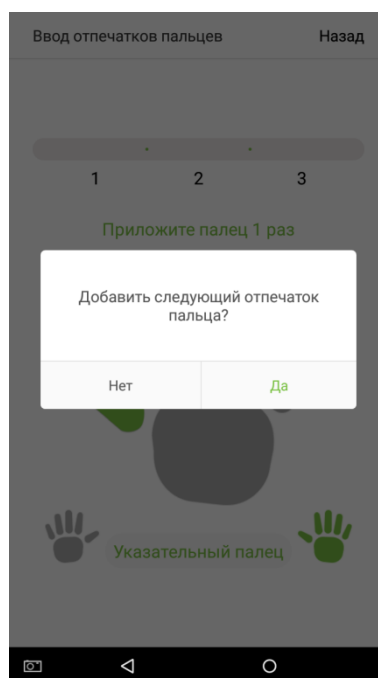 Ввод отпечатков пальцев Назад
1 2 3
Приложите палец 1 раз
Добавить следующий отпечаток
пальца?
Нет Да
Указательный палец